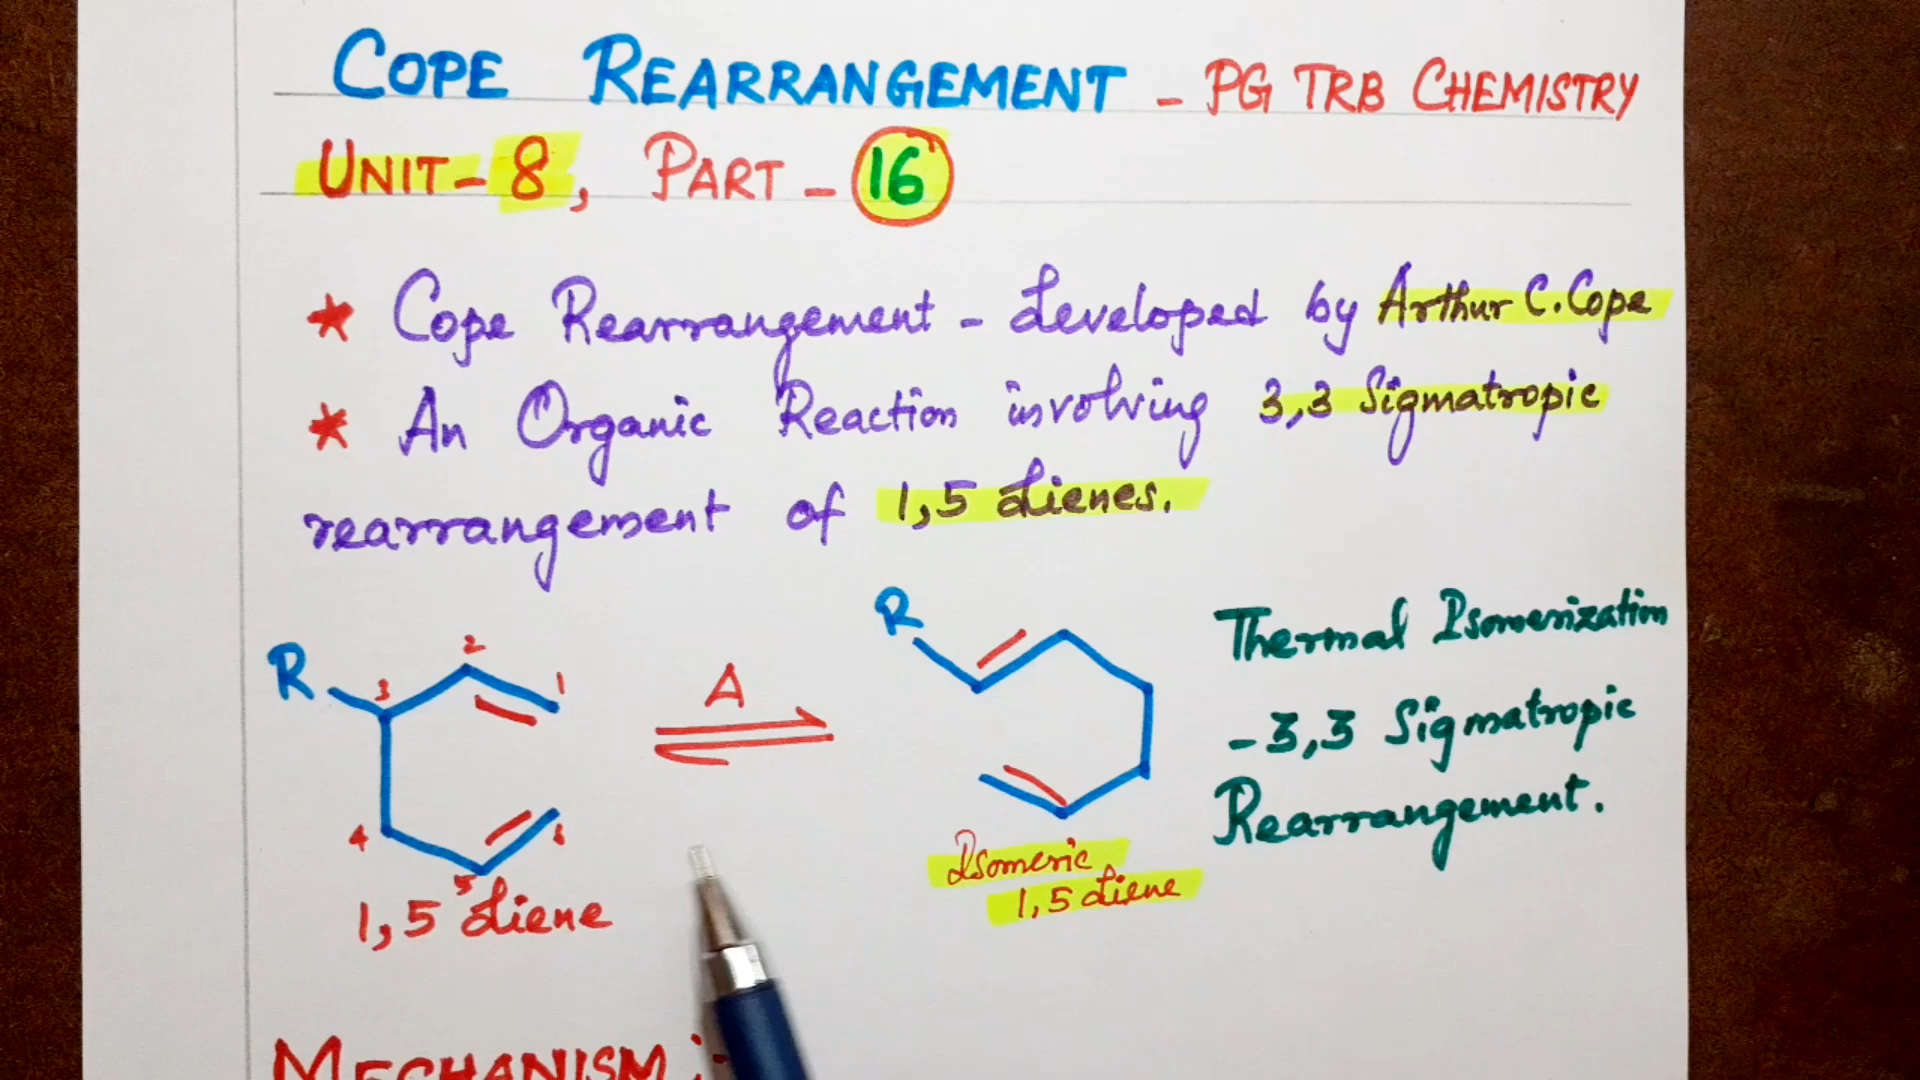 COPE REARRANGEMENT - PG TRB CHEMISTRY
UNIT-8, PART - 16
* Cope Rearrangement - developed by Arthur C. Cope
* An Organic Reaction involving 3,3 Sigmatropic
rearrangement of 1,5 dienes.
R 3 2 1
4 5 6
1,5 diene
Δ
R
Isomeric
1,5 diene
Thermal Isomerization
-3,3 Sigmatropic
Rearrangement.
MECHANISM :-